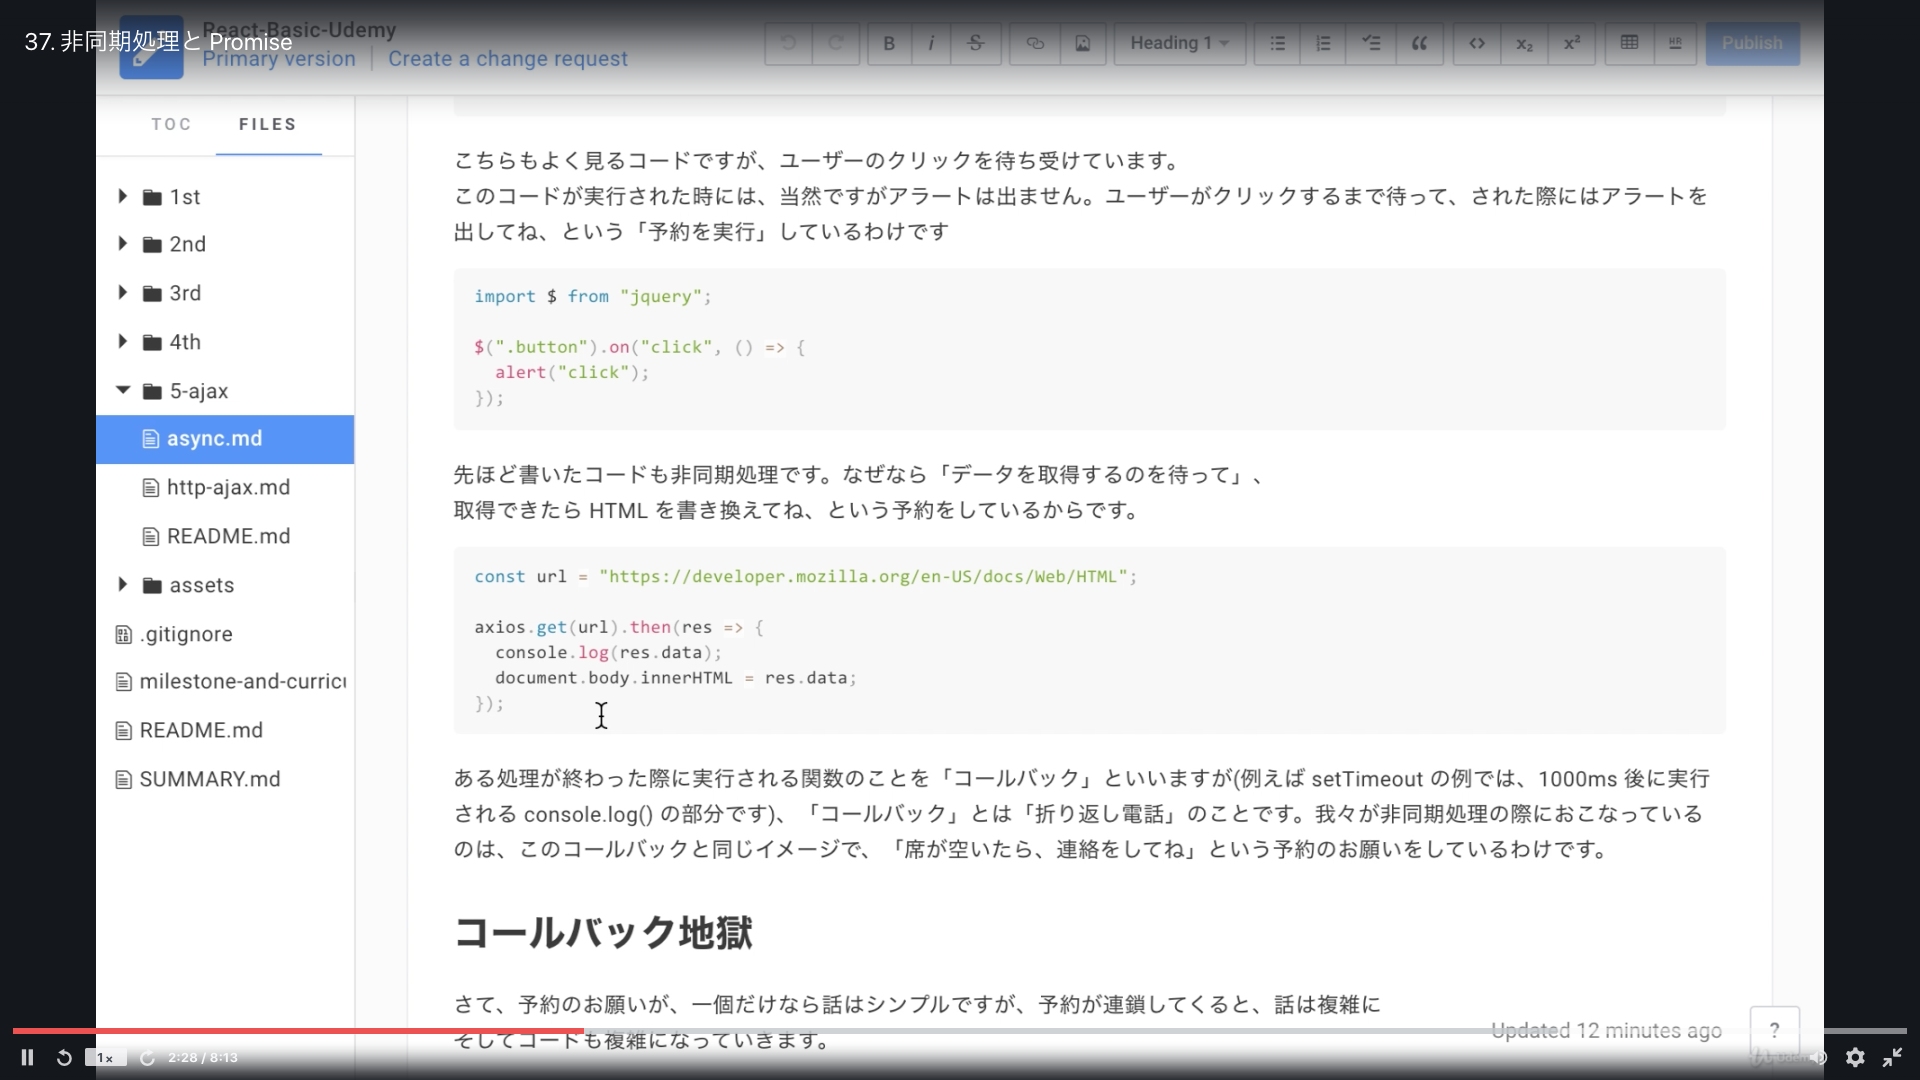 37. 非同期処理と Promise
React-Basic-Udemy
Primary version
Create a change request
B i S Heading 1 Publish
TOC FILES
1st
2nd
3rd
4th
5-ajax
async.md
http-ajax.md
README.md
assets
.gitignore
milestone-and-curric
README.md
SUMMARY.md
こちらもよく見るコードですが、ユーザーのクリックを待ち受けています。
このコードが実行された時には、当然ですがアラートは出ません。ユーザーがクリックするまで待って、された際にはアラートを
出してね、という「予約を実行」しているわけです
import $ from "jquery";
$(".button").on("click", () => {
alert("click");
});
先ほど書いたコードも非同期処理です。なぜなら「データを取得するのを待って」、
取得できたら HTML を書き換えてね、という予約をしているからです。
const url = "https://developer.mozilla.org/en-US/docs/Web/HTML";
axios.get(url).then(res => {
console.log(res.data);
document.body.innerHTML = res.data;
});
ある処理が終わった際に実行される関数のことを「コールバック」といいますが(例えば setTimeout の例では、1000ms 後に実行
される console.log() の部分です)、「コールバック」とは「折り返し電話」のことです。我々が非同期処理の際におこなっている
のは、このコールバックと同じイメージで、「席が空いたら、連絡をしてね」という予約のお願いをしているわけです。
コールバック地獄
さて、予約のお願いが、一個だけなら話はシンプルですが、予約が連鎖してくると、話は複雑に
そしてコードも複雑になっていきます。
Updated 12 minutes ago
?
1x
2:28 / 8:13